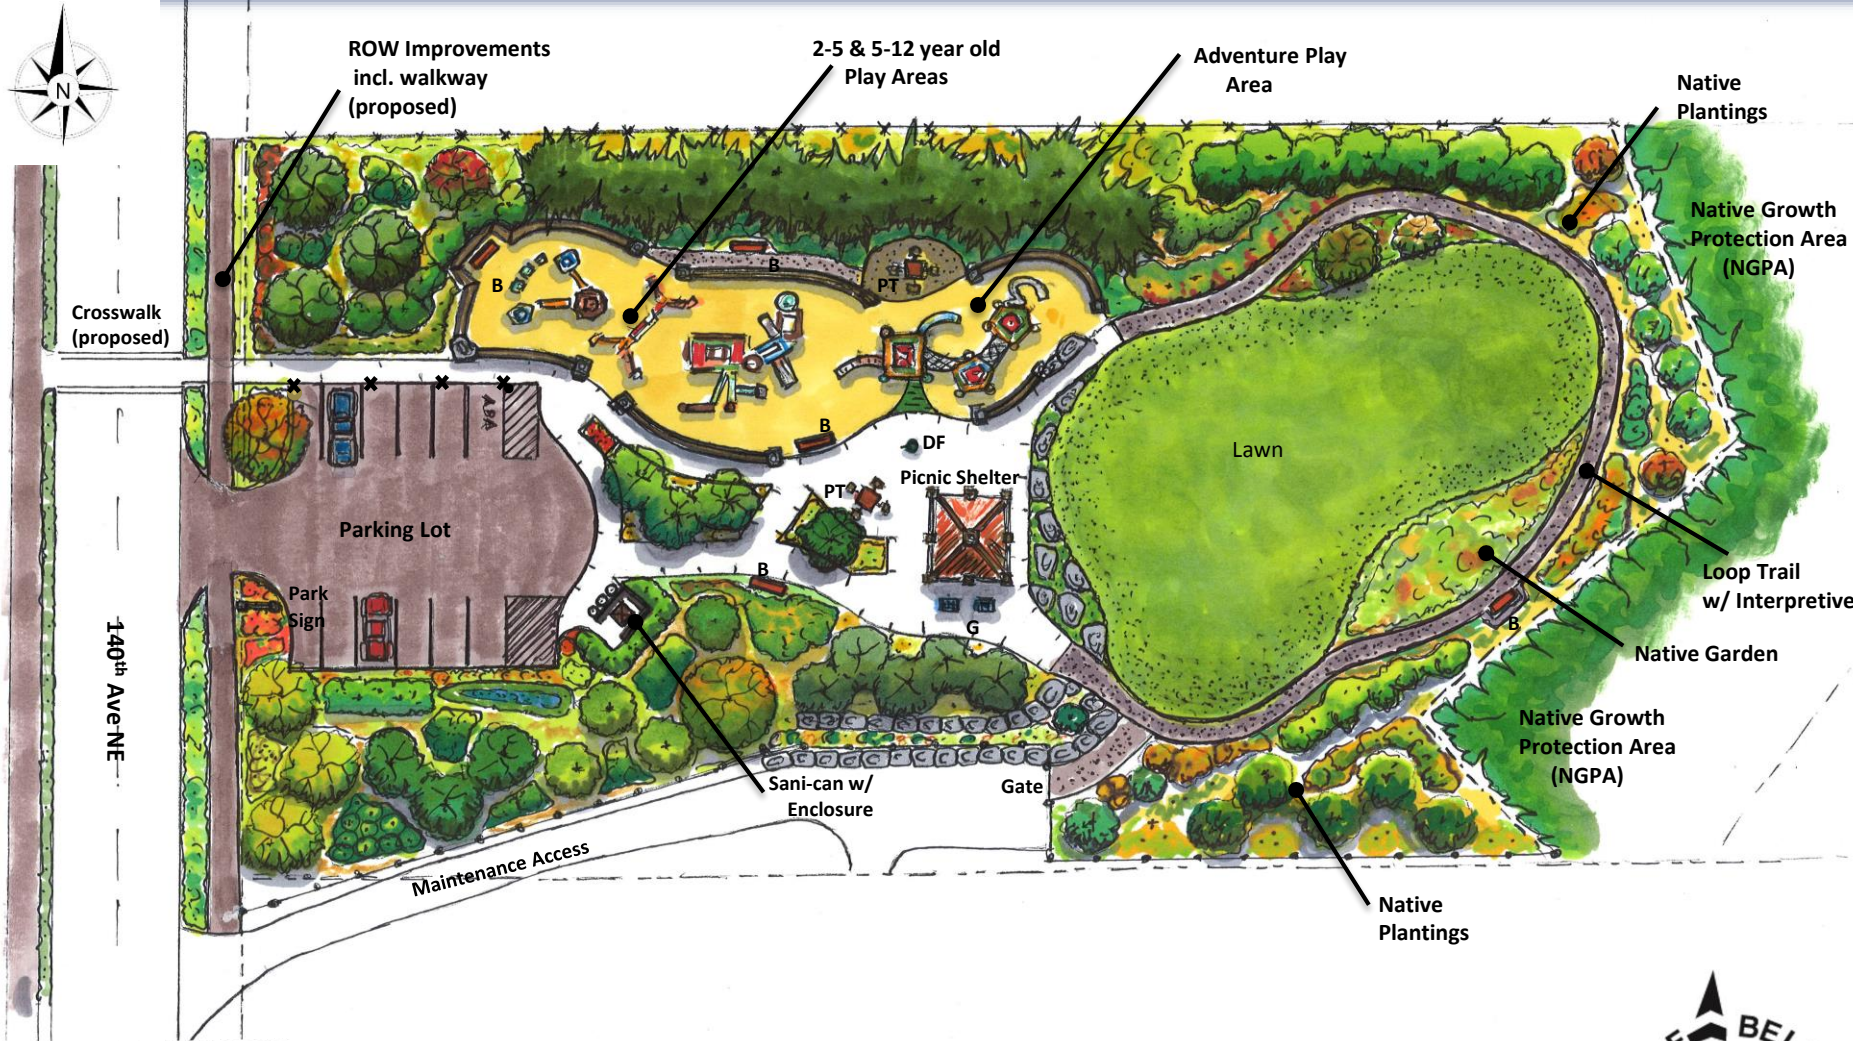 N
ROW Improvements
incl. walkway
(proposed)
2-5 & 5-12 year old
Play Areas
Adventure Play
Area
Native
Plantings
Native Growth
Protection Area
(NGPA)
Crosswalk
(proposed)
B
B
PT
ADA
B
DF
Lawn
Picnic Shelter
PT
Parking Lot
B
Park
Sign
Loop Trail
w/ Interpretive
G
B
Native Garden
140th Ave NE
Native Growth
Protection Area
(NGPA)
Sani-can w/
Enclosure
Gate
Maintenance Access
Native
Plantings